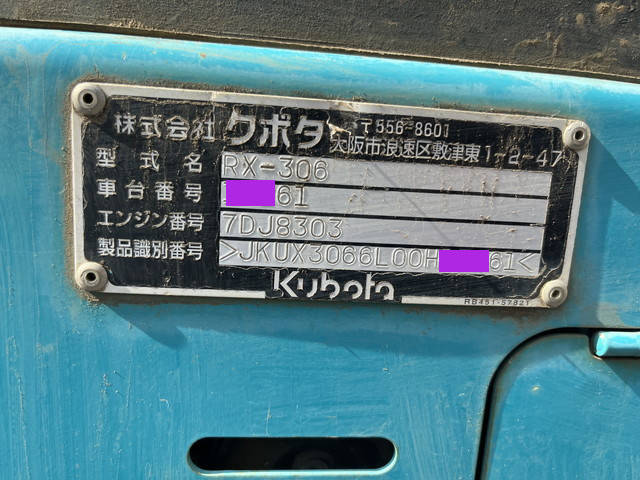 株式会社 クボタ 〒556-8601
大阪市浪速区敷津東1-2-47
型式名 RX-306
車台番号 61
エンジン番号 7DJ8303
製品識別番号 >JKUX3066L00H 61<
Kubota
RB451-57821